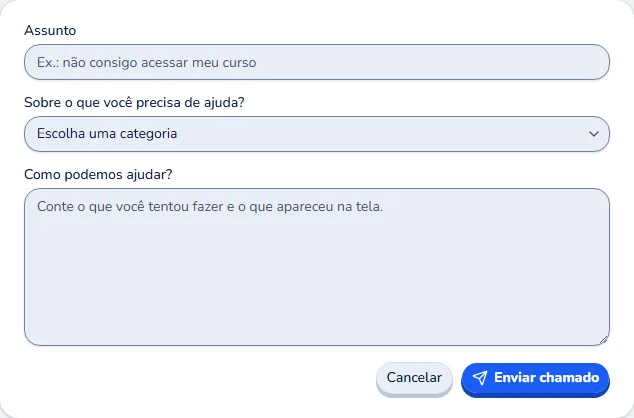 Assunto
Ex.: não consigo acessar meu curso
Sobre o que você precisa de ajuda?
Escolha uma categoria
Como podemos ajudar?
Conte o que você tentou fazer e o que apareceu na tela.
Cancelar
Enviar chamado